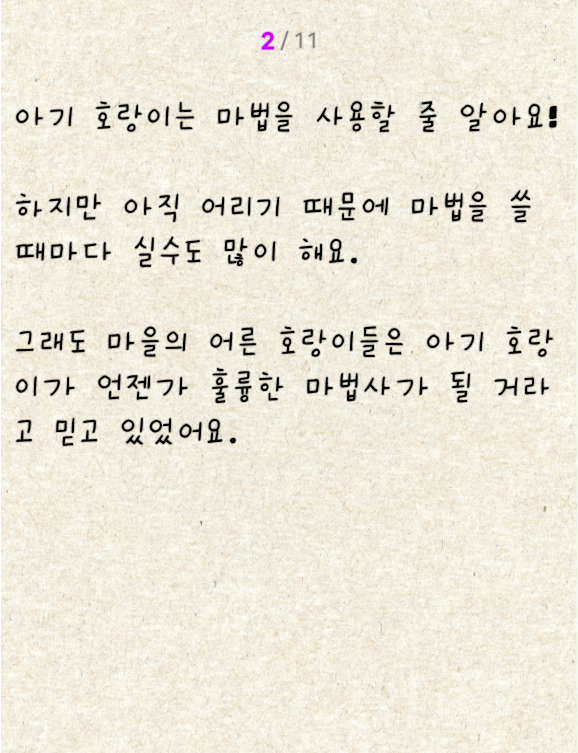 2 / 11
아기 호랑이는 마법을 사용할 줄 알아요!
하지만 아직 어리기 때문에 마법을 쓸
때마다 실수도 많이 해요.
그래도 마을의 어른 호랑이들은 아기 호랑
이가 언젠가 훌륭한 마법사가 될 거라
고 믿고 있었어요.